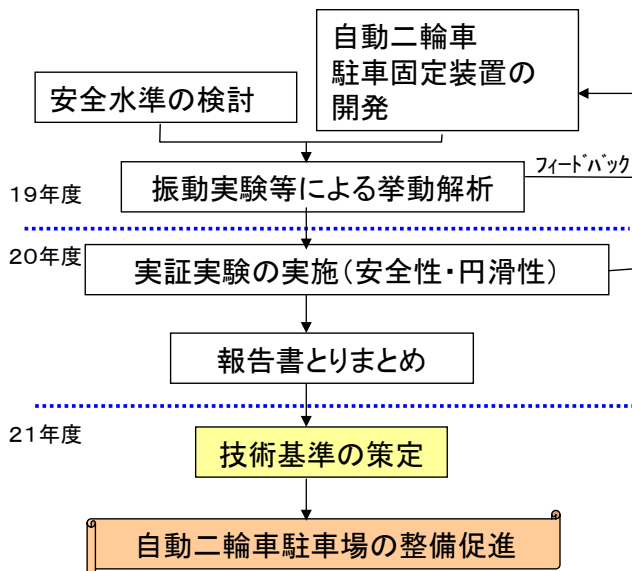 自動二輪車
駐車固定装置の
開発
安全水準の検討
フィードバック
振動実験等による挙動解析
19年度
20年度
実証実験の実施(安全性・円滑性)
報告書とりまとめ
21年度
技術基準の策定
自動二輪車駐車場の整備促進